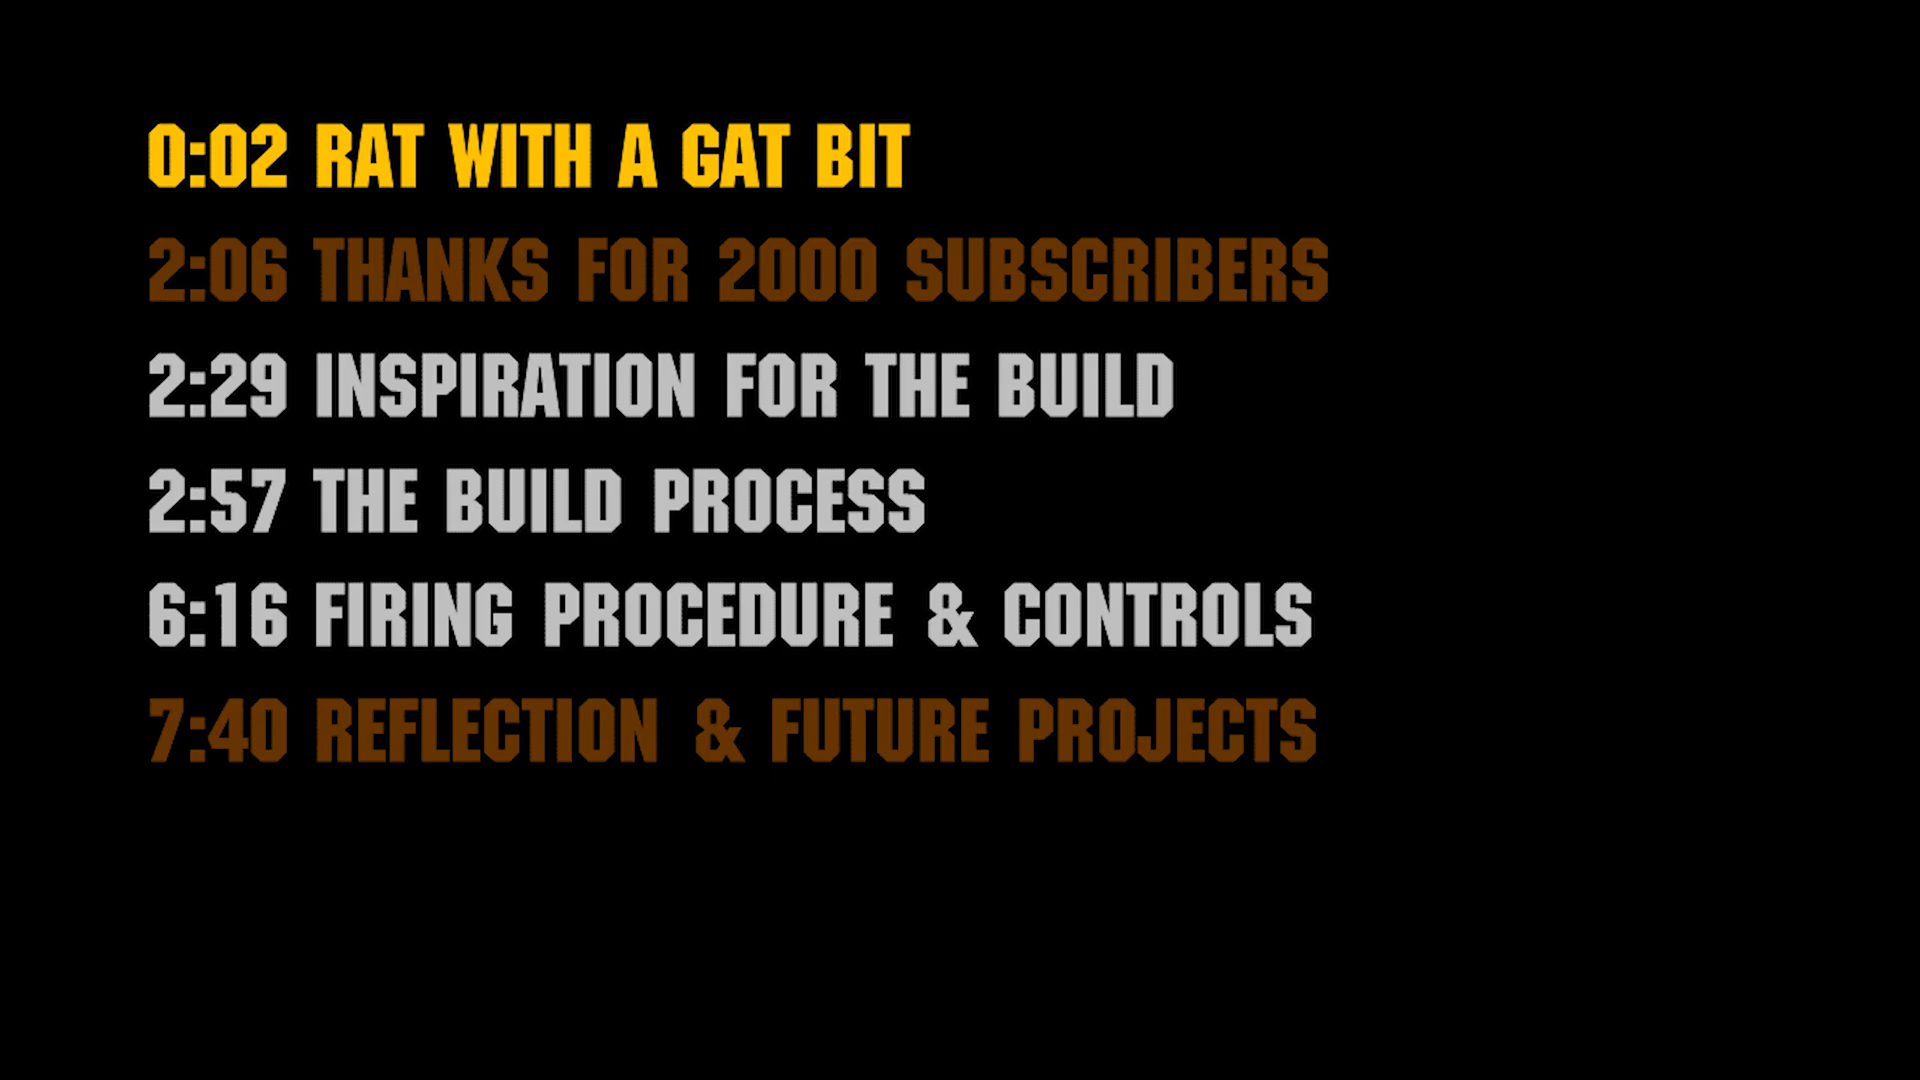 0:02 RAT WITH A GAT BIT
2:06 THANKS FOR 2000 SUBSCRIBERS
2:29 INSPIRATION FOR THE BUILD
2:57 THE BUILD PROCESS
6:16 FIRING PROCEDURE & CONTROLS
7:40 REFLECTION & FUTURE PROJECTS